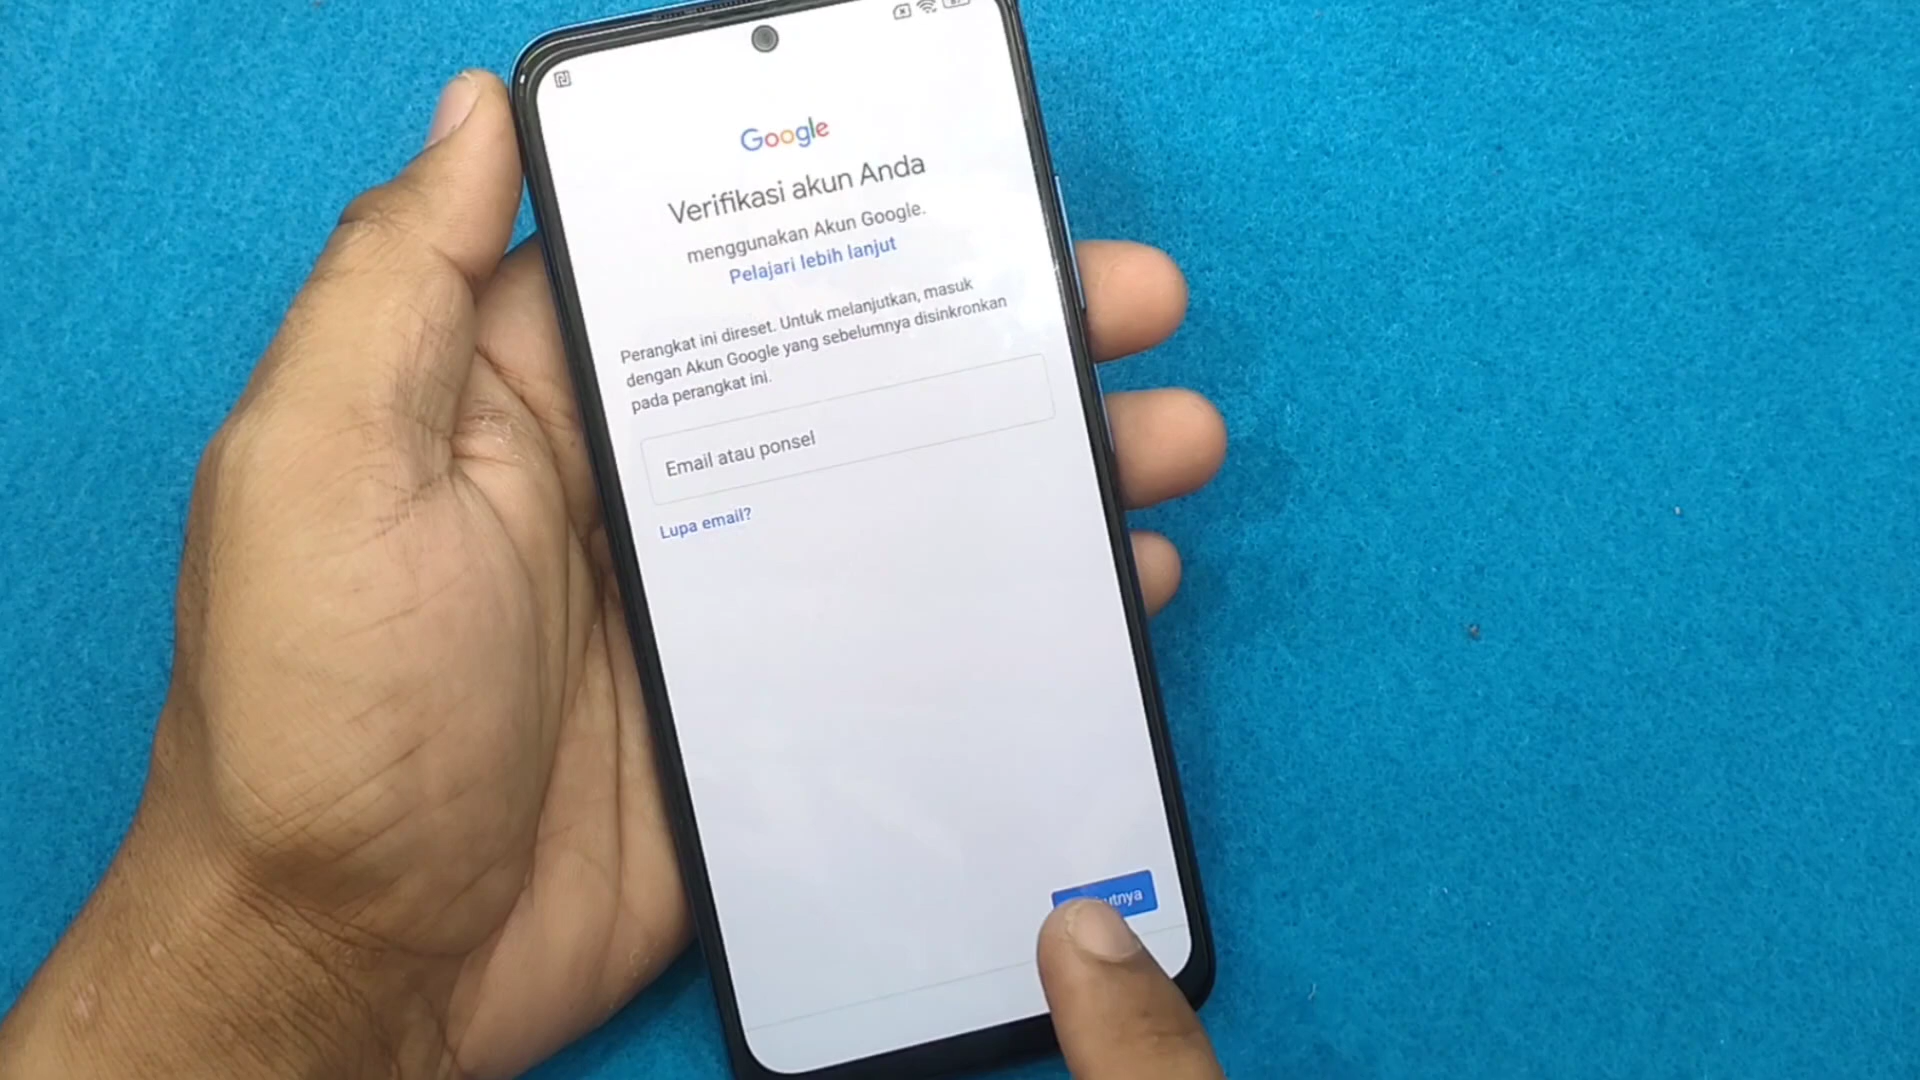 Google
Verifikasi akun Anda
menggunakan Akun Google.
Pelajari lebih lanjut
Perangkat ini direset. Untuk melanjutkan, masuk
dengan Akun Google yang sebelumnya disinkronkan
pada perangkat ini.
Email atau ponsel
Lupa email?